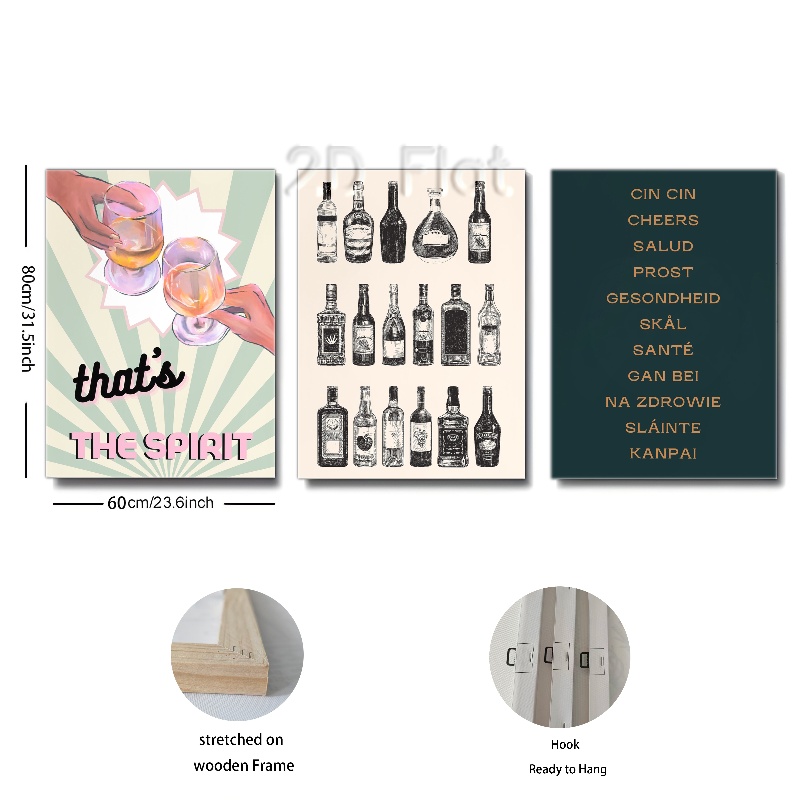 2D Flat
80cm/31.5inch
that's
THE SPIRIT
60cm/23.6inch
CIN CIN
CHEERS
SALUD
PROST
GESONDHEID
SKÅL
SANTÉ
GAN BEI
NA ZDROWIE
SLÁINTE
KANPAI
stretched on
wooden Frame
Hook
Ready to Hang